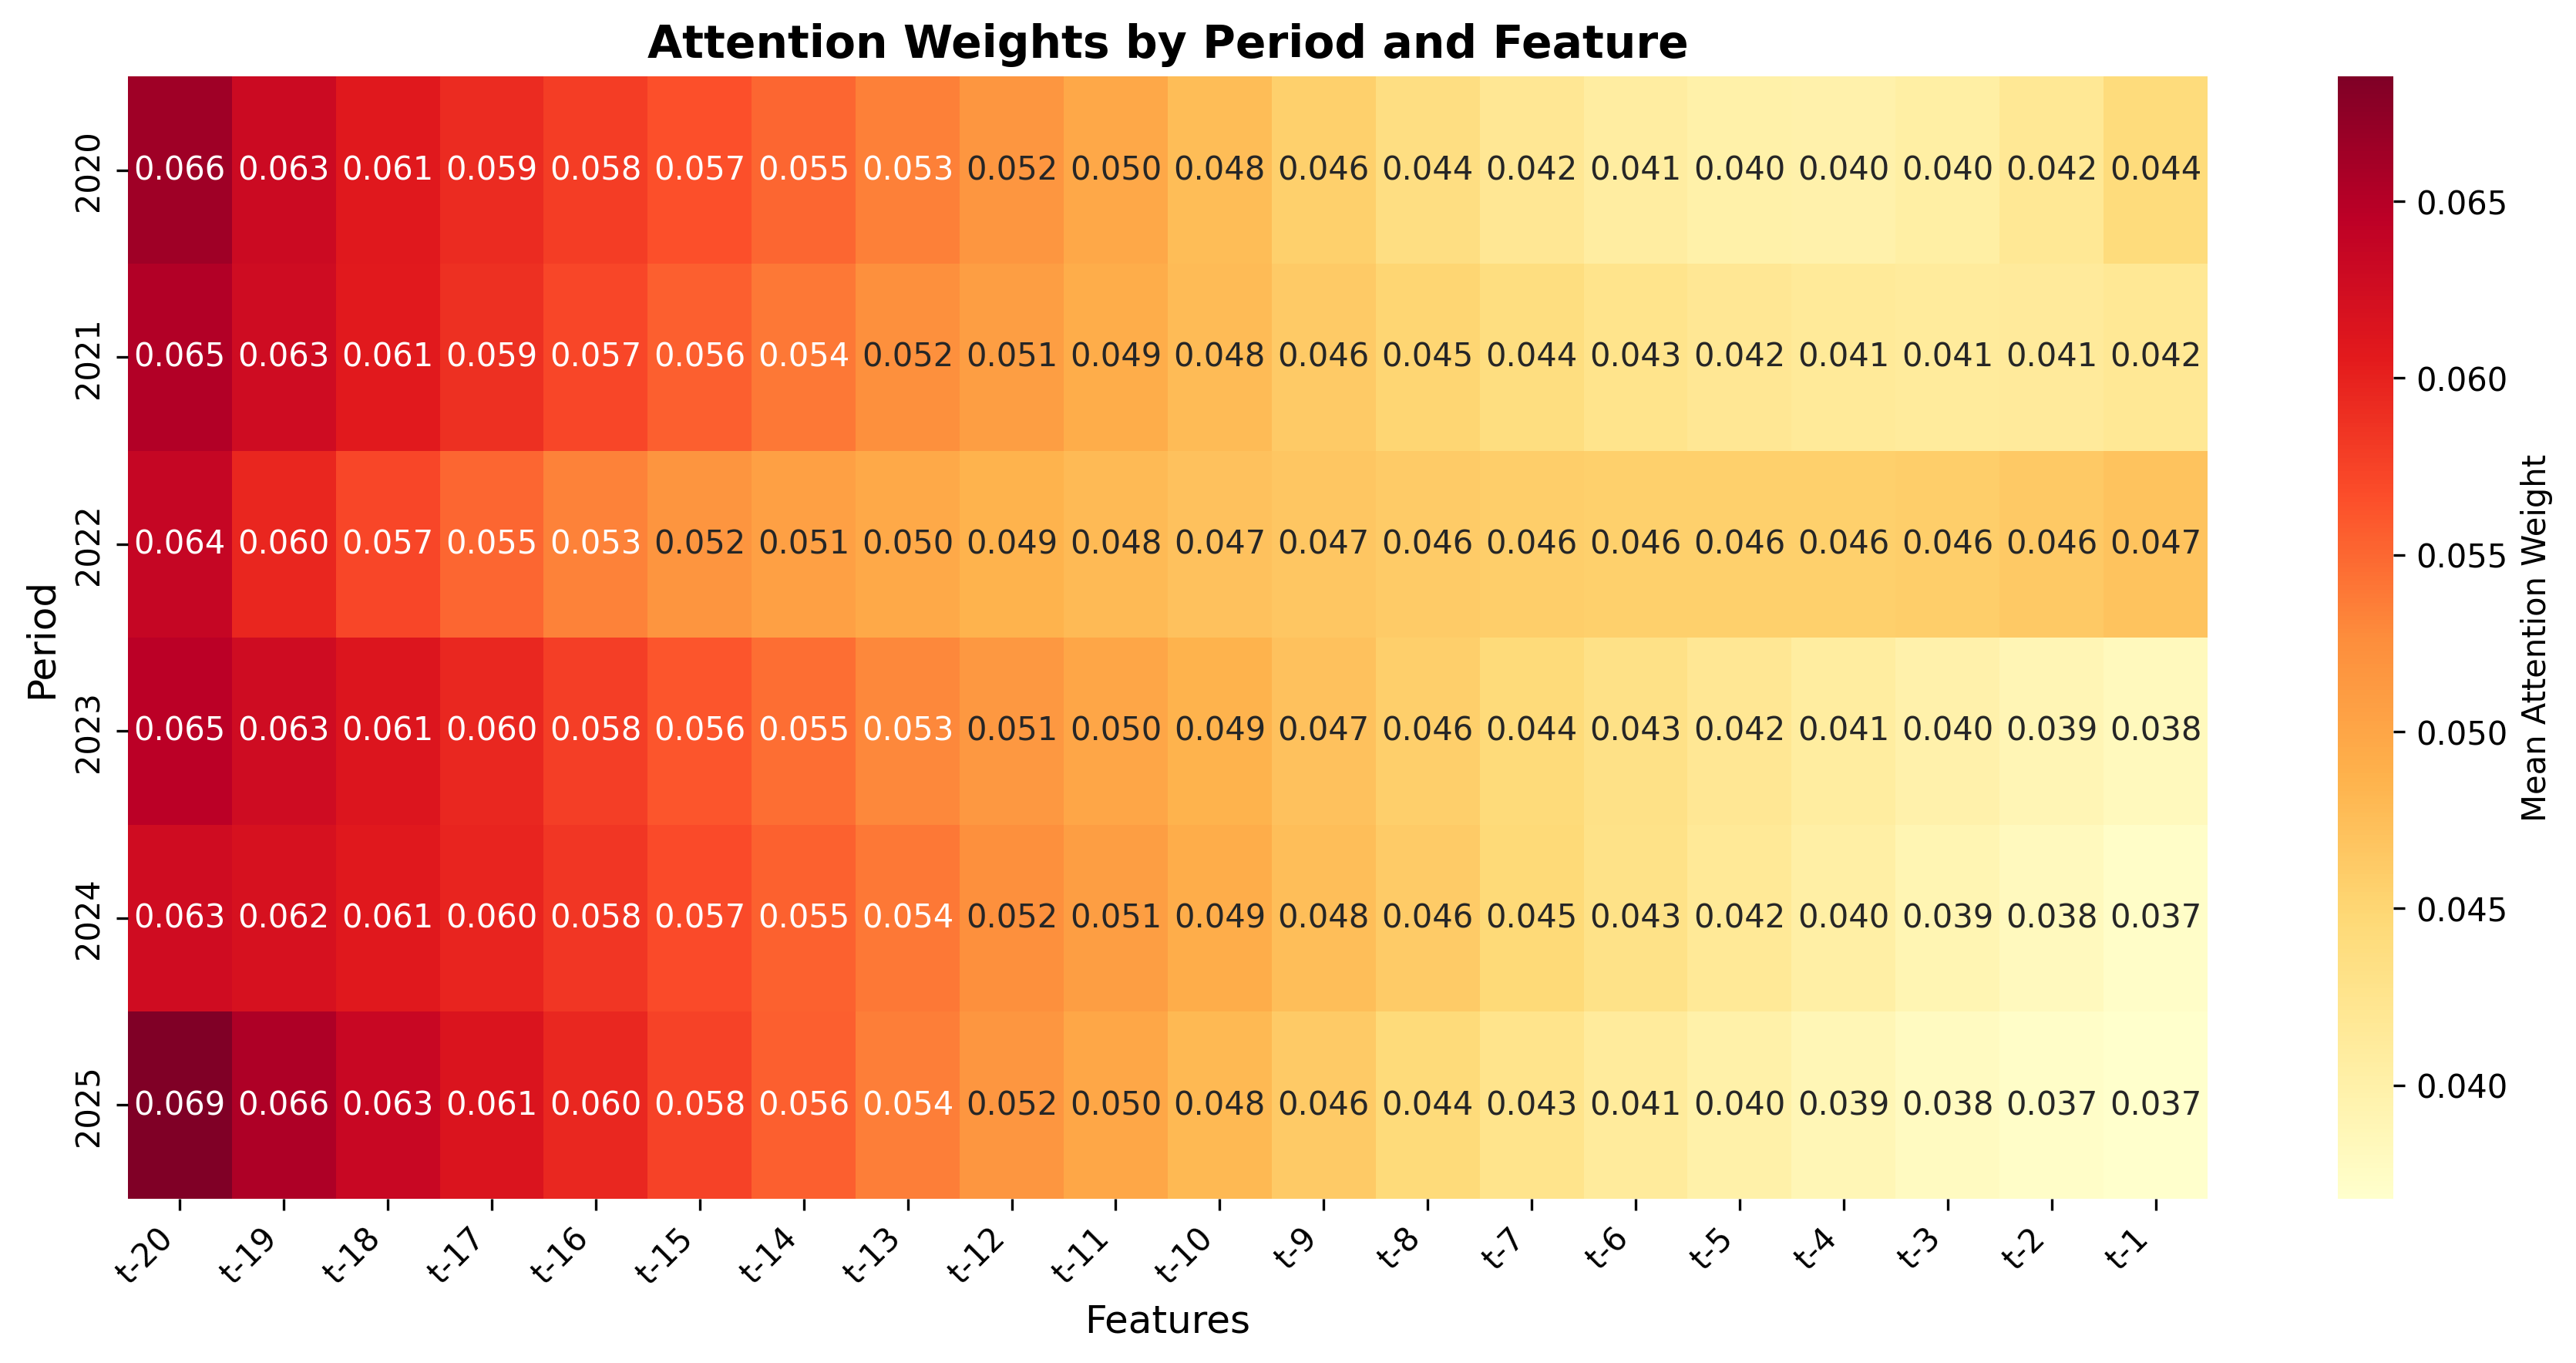 Attention Weights by Period and Feature
Period
2020 0.066 0.063 0.061 0.059 0.058 0.057 0.055 0.053 0.052 0.050 0.048 0.046 0.044 0.042 0.041 0.040 0.040 0.040 0.042 0.044
2021 0.065 0.063 0.061 0.059 0.057 0.056 0.054 0.052 0.051 0.049 0.048 0.046 0.045 0.044 0.043 0.042 0.041 0.041 0.041 0.042
2022 0.064 0.060 0.057 0.055 0.053 0.052 0.051 0.050 0.049 0.048 0.047 0.047 0.046 0.046 0.046 0.046 0.046 0.046 0.046 0.047
2023 0.065 0.063 0.061 0.060 0.058 0.056 0.055 0.053 0.051 0.050 0.049 0.047 0.046 0.044 0.043 0.042 0.041 0.040 0.039 0.038
2024 0.063 0.062 0.061 0.060 0.058 0.057 0.055 0.054 0.052 0.051 0.049 0.048 0.046 0.045 0.043 0.042 0.040 0.039 0.038 0.037
2025 0.069 0.066 0.063 0.061 0.060 0.058 0.056 0.054 0.052 0.050 0.048 0.046 0.044 0.043 0.041 0.040 0.039 0.038 0.037 0.037
t-20 t-19 t-18 t-17 t-16 t-15 t-14 t-13 t-12 t-11 t-10 t-9 t-8 t-7 t-6 t-5 t-4 t-3 t-2 t-1
Features
0.065
0.060
0.055
0.050
0.045
0.040
Mean Attention Weight